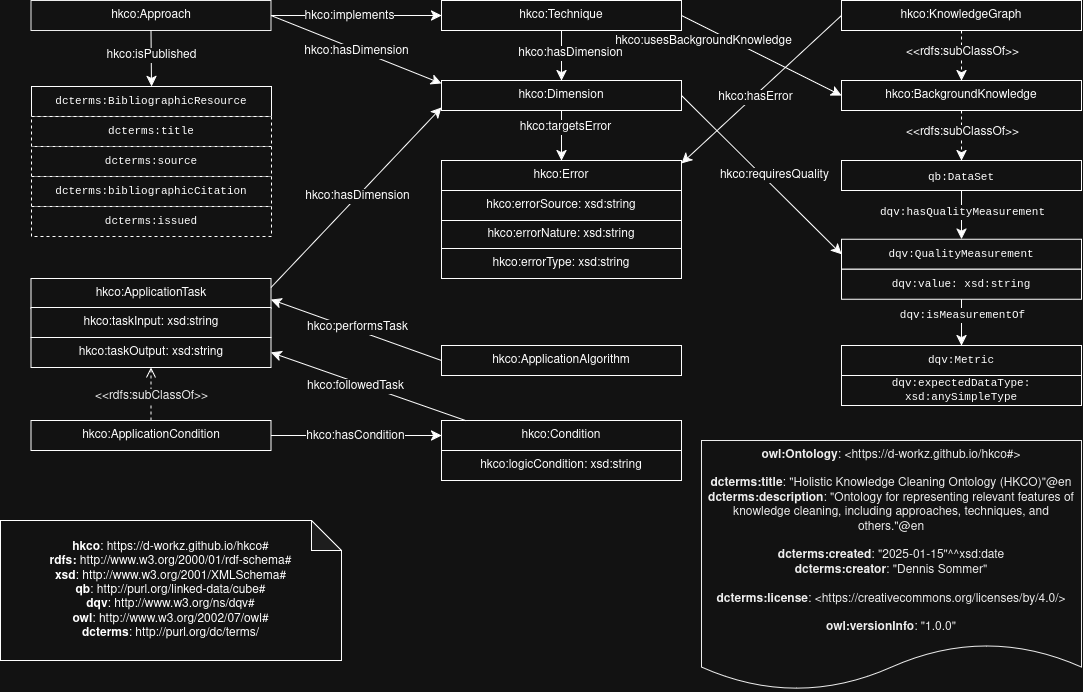 hkco:Approach
hkco:implements
hkco:Technique
hkco:KnowledgeGraph
hkco:usesBackgroundKnowledge
hkco:isPublished
hkco:hasDimension
hkco:hasDimension
<<rdfs:subClassOf>>
dcterms:BibliographicResource
dcterms:title
dcterms:source
dcterms:bibliographicCitation
dcterms:issued
hkco:Dimension
hkco:hasError
hkco:BackgroundKnowledge
hkco:targetsError
<<rdfs:subClassOf>>
hkco:Error
hkco:errorSource: xsd:string
hkco:errorNature: xsd:string
hkco:errorType: xsd:string
hkco:requiresQuality
qb:DataSet
hkco:hasDimension
dqv:hasQualityMeasurement
dqv:QualityMeasurement
dqv:value: xsd:string
dqv:isMeasurementOf
dqv:Metric
dqv:expectedDataType:
xsd:anySimpleType
hkco:ApplicationTask
hkco:taskInput: xsd:string
hkco:taskOutput: xsd:string
hkco:performsTask
hkco:ApplicationAlgorithm
hkco:followedTask
<<rdfs:subClassOf>>
hkco:ApplicationCondition
hkco:hasCondition
hkco:Condition
hkco:logicCondition: xsd:string
hkco: https://d-workz.github.io/hkco#
rdfs: http://www.w3.org/2000/01/rdf-schema#
xsd: http://www.w3.org/2001/XMLSchema#
qb: http://purl.org/linked-data/cube#
dqv: http://www.w3.org/ns/dqv#
owl: http://www.w3.org/2002/07/owl#
dcterms: http://purl.org/dc/terms/
owl:Ontology: <https://d-workz.github.io/hkco#>
dcterms:title: "Holistic Knowledge Cleaning Ontology (HKCO)"@en
dcterms:description: "Ontology for representing relevant features of
knowledge cleaning, including approaches, techniques, and
others."@en
dcterms:created: "2025-01-15"^^xsd:date
dcterms:creator: "Dennis Sommer"
dcterms:license: <https://creativecommons.org/licenses/by/4.0/>
owl:versionInfo: "1.0.0"